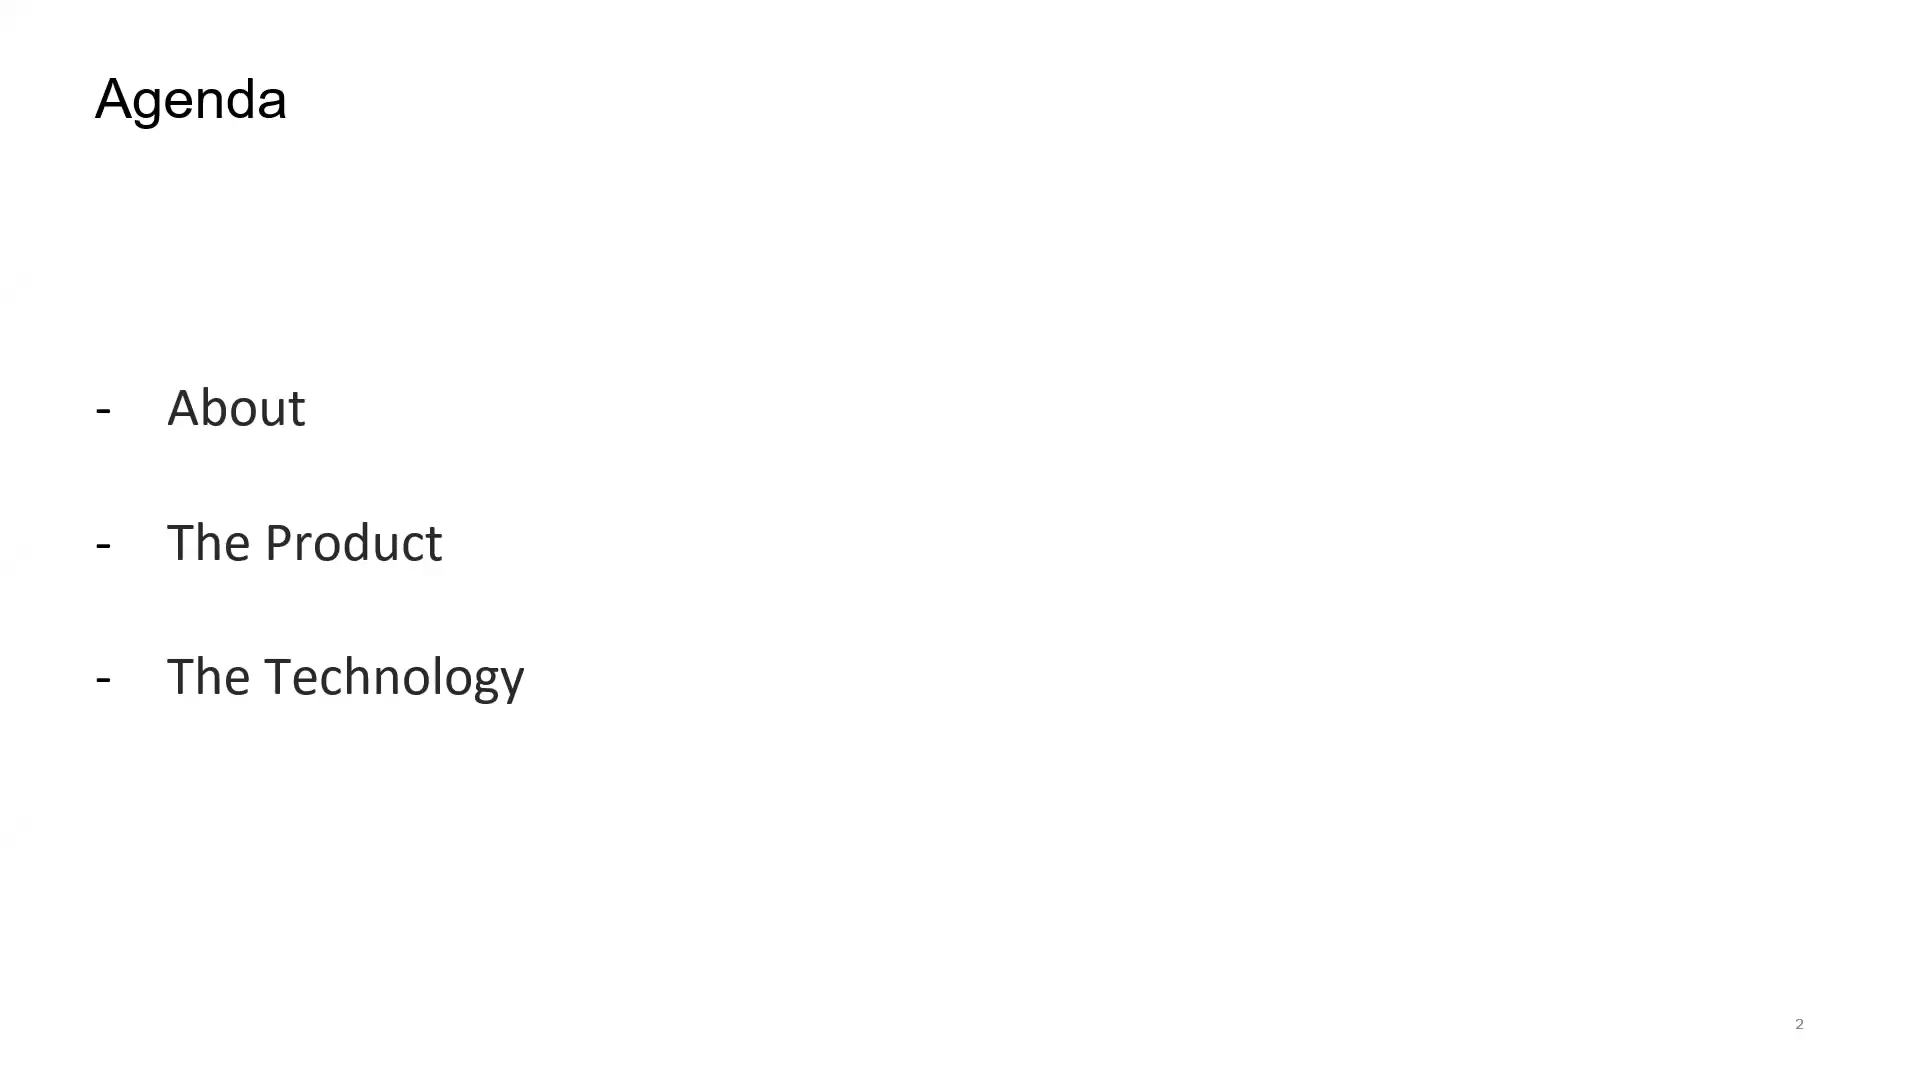 Agenda
- About
- The Product
- The Technology
2